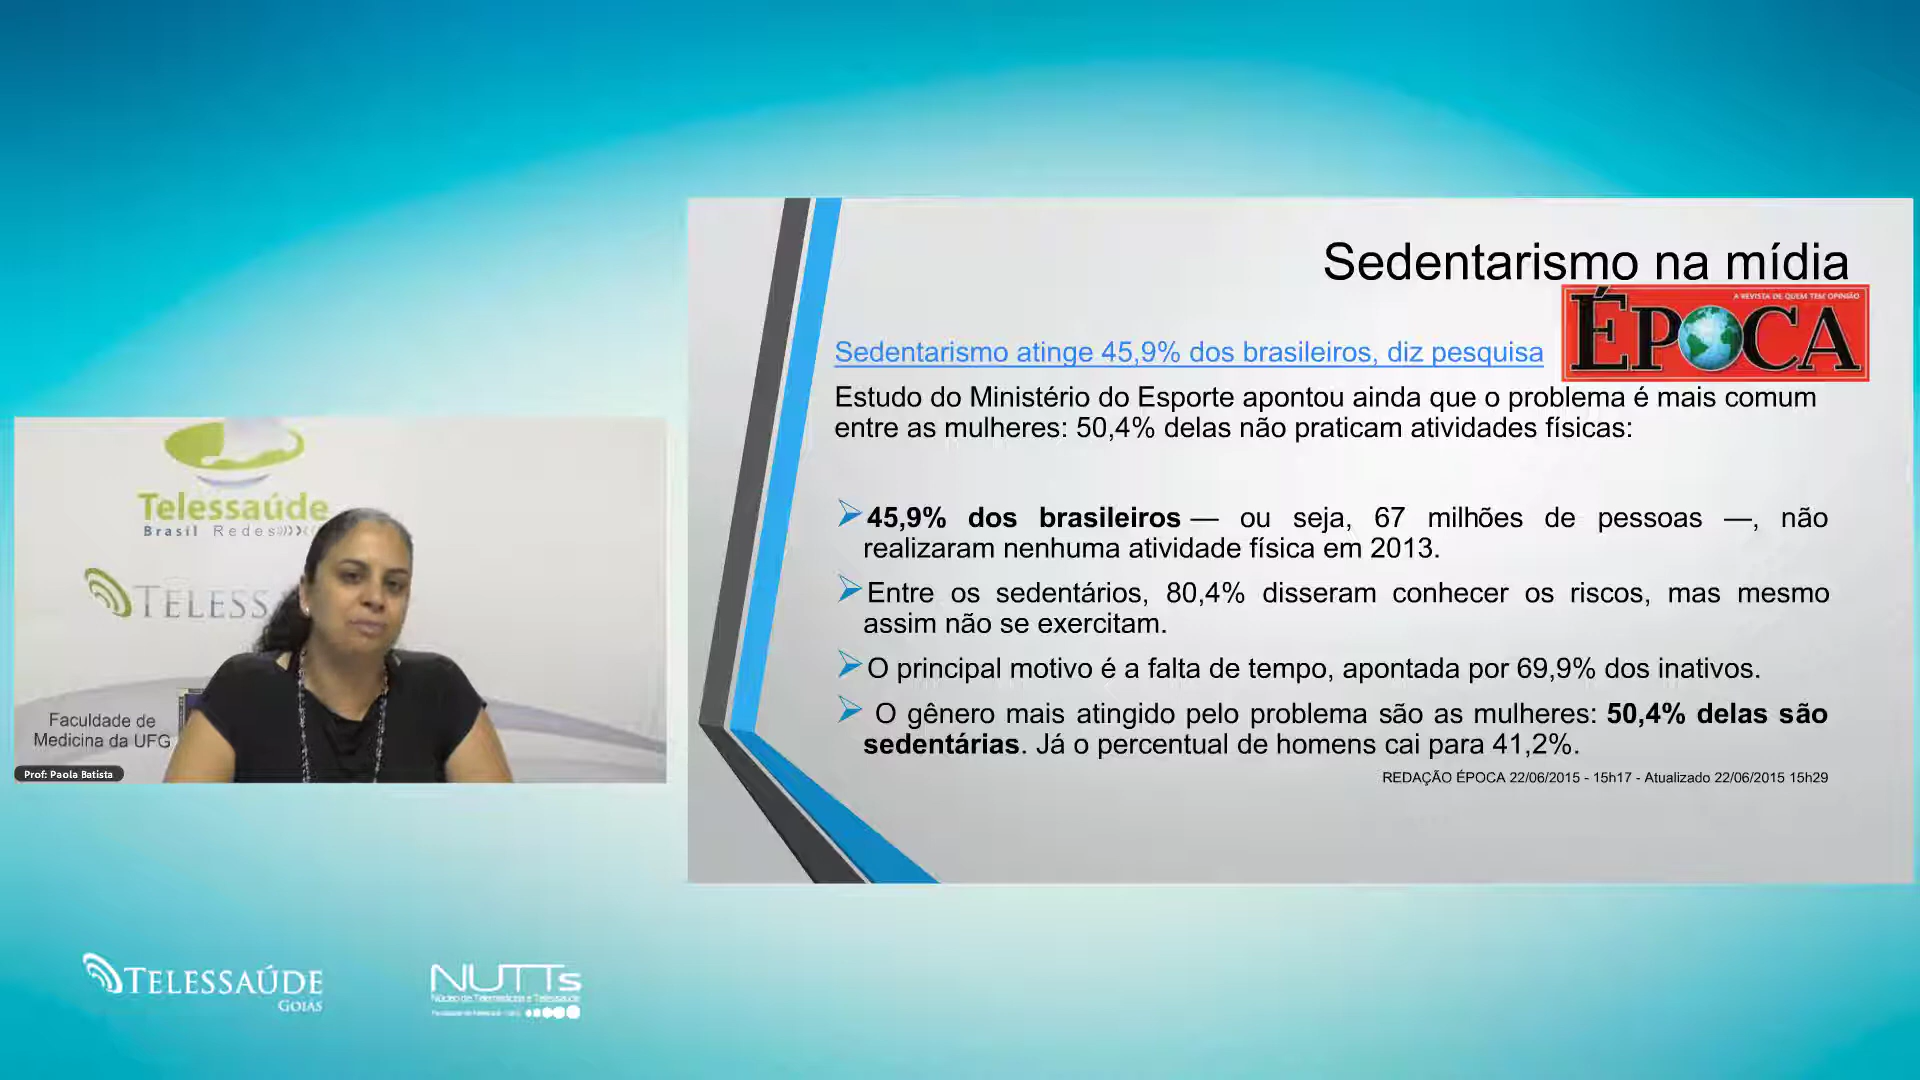 Sedentarismo na mídia
A REVISTA DE QUEM TEM OPINIÃO
ÉPOCA
Sedentarismo atinge 45,9% dos brasileiros, diz pesquisa
Estudo do Ministério do Esporte apontou ainda que o problema é mais comum
entre as mulheres: 50,4% delas não praticam atividades físicas:
45,9% dos brasileiros — ou seja, 67 milhões de pessoas —, não
realizaram nenhuma atividade física em 2013.
Entre os sedentários, 80,4% disseram conhecer os riscos, mas mesmo
assim não se exercitam.
O principal motivo é a falta de tempo, apontada por 69,9% dos inativos.
O gênero mais atingido pelo problema são as mulheres: 50,4% delas são
sedentárias. Já o percentual de homens cai para 41,2%.
REDAÇÃO ÉPOCA 22/06/2015 - 15h17 - Atualizado 22/06/2015 15h29
Telessaúde
Brasil Redes
TELESS
Faculdade de
Medicina da UFG
Prof: Paola Batista
TELESSAÚDE
GOIÁS
NUTTs
Núcleo de Telemedicina e Telessaúde